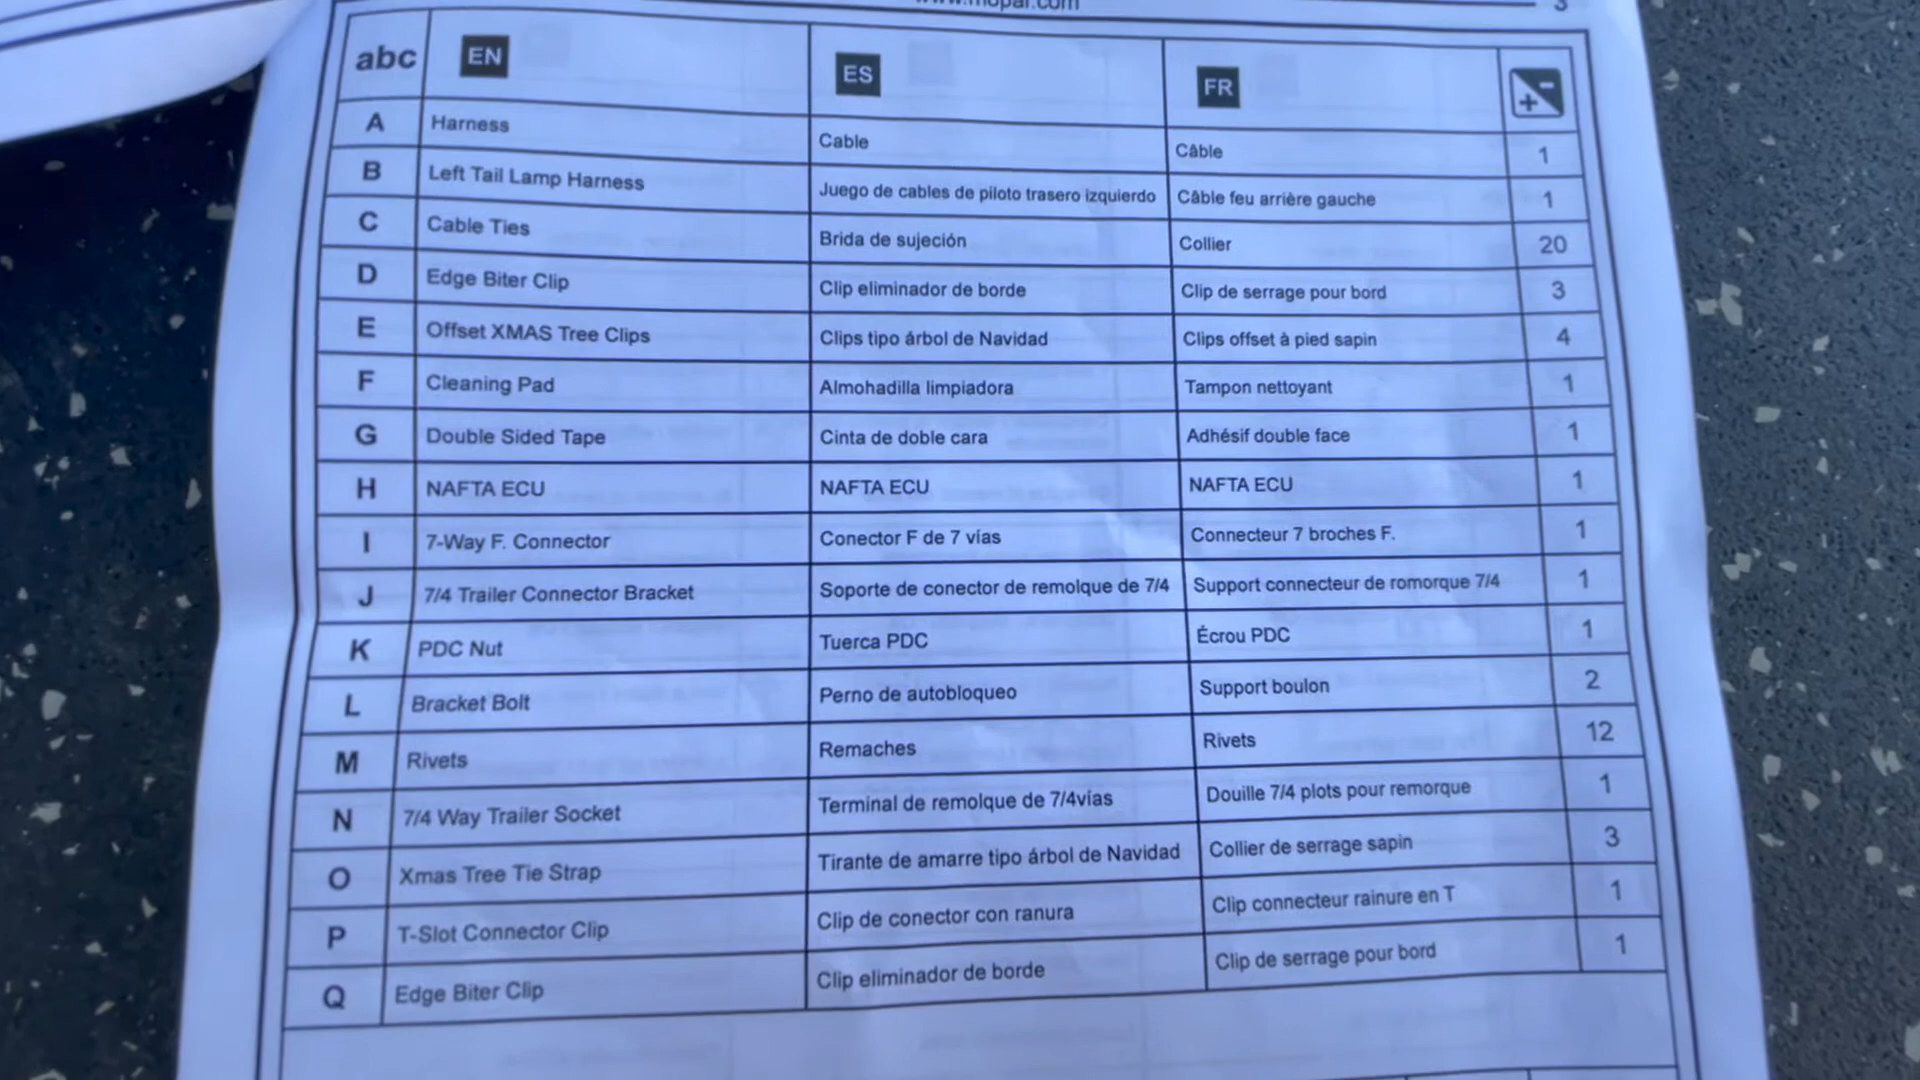 www.mopar.com 3
abc EN ES FR + -
A Harness Cable Câble 1
B Left Tail Lamp Harness Juego de cables de piloto trasero izquierdo Câble feu arrière gauche 1
C Cable Ties Brida de sujeción Collier 20
D Edge Biter Clip Clip eliminador de borde Clip de serrage pour bord 3
E Offset XMAS Tree Clips Clips tipo árbol de Navidad Clips offset à pied sapin 4
F Cleaning Pad Almohadilla limpiadora Tampon nettoyant 1
G Double Sided Tape Cinta de doble cara Adhésif double face 1
H NAFTA ECU NAFTA ECU NAFTA ECU 1
I 7-Way F. Connector Conector F de 7 vías Connecteur 7 broches F. 1
J 7/4 Trailer Connector Bracket Soporte de conector de remolque de 7/4 Support connecteur de romorque 7/4 1
K PDC Nut Tuerca PDC Écrou PDC 1
L Bracket Bolt Perno de autobloqueo Support boulon 2
M Rivets Remaches Rivets 12
N 7/4 Way Trailer Socket Terminal de remolque de 7/4vías Douille 7/4 plots pour remorque 1
O Xmas Tree Tie Strap Tirante de amarre tipo árbol de Navidad Collier de serrage sapin 3
P T-Slot Connector Clip Clip de conector con ranura Clip connecteur rainure en T 1
Q Edge Biter Clip Clip eliminador de borde Clip de serrage pour bord 1